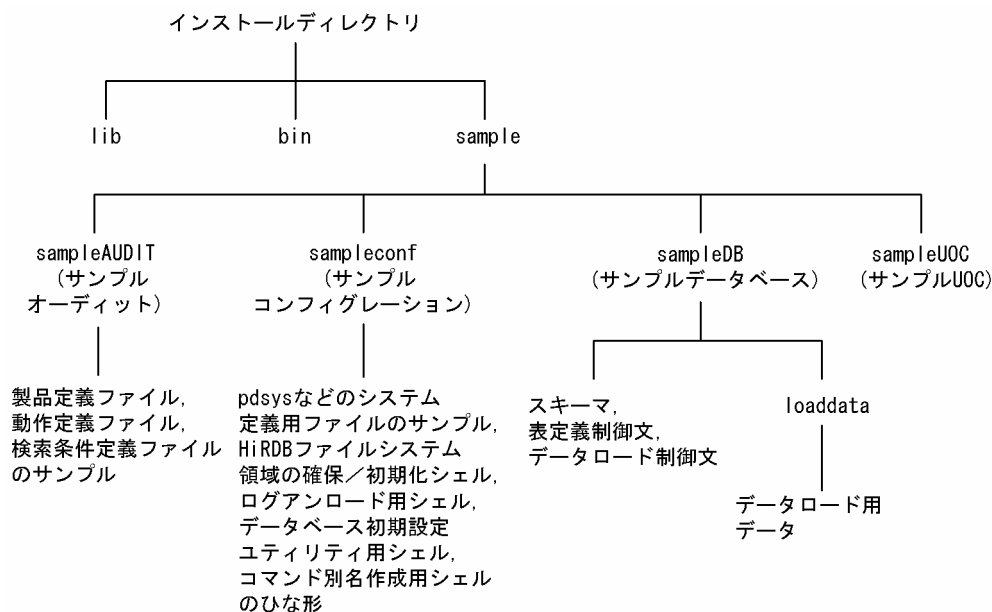 インストールディレクトリ
lib
bin
sample
sampleAUDIT
(サンプル
オーディット)
sampleconf
(サンプル
コンフィグレーション)
sampleDB
(サンプルデータベース)
sampleUOC
(サンプルUOC)
製品定義ファイル,
動作定義ファイル,
検索条件定義ファイル
のサンプル
pdsysなどのシステム
定義用ファイルのサンプル,
HiRDBファイルシステム
領域の確保/初期化シェル,
ログアンロード用シェル,
データベース初期設定
ユティリティ用シェル,
コマンド別名作成用シェル
のひな形
スキーマ,
表定義制御文,
データロード制御文
loaddata
データロード用
データ